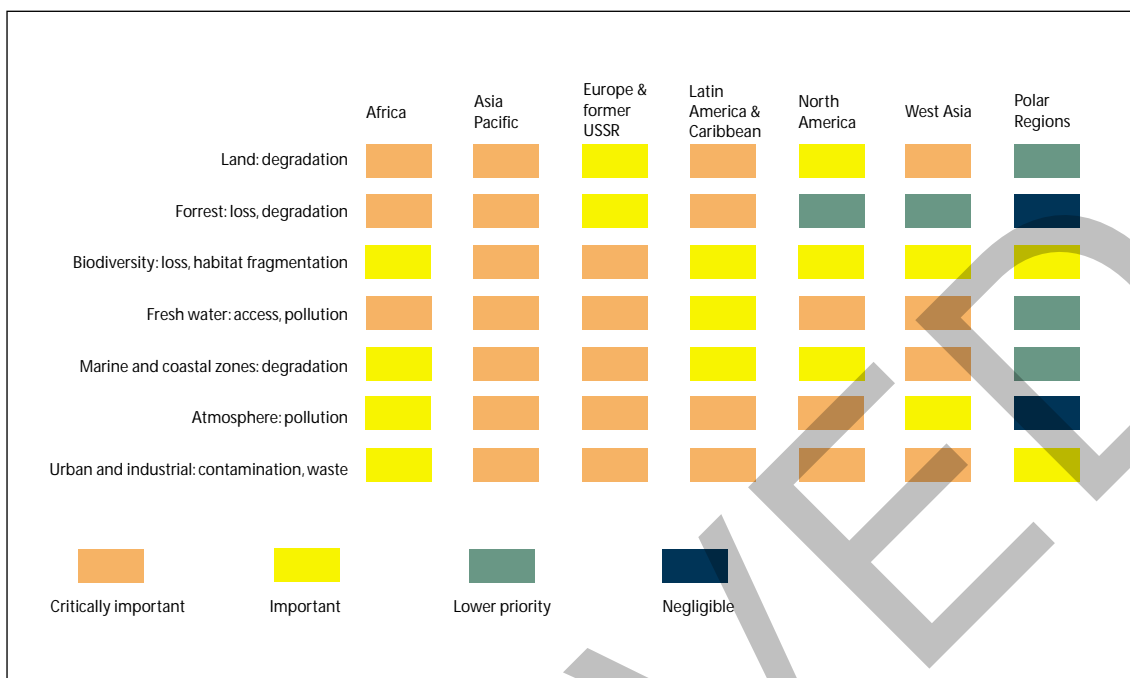 Africa
Asia
Pacific
Europe &
former
USSR
Latin
America &
Caribbean
North
America
West Asia
Polar
Regions
Land: degradation
Forrest: loss, degradation
Biodiversity: loss, habitat fragmentation
Fresh water: access, pollution
Marine and coastal zones: degradation
Atmosphere: pollution
Urban and industrial: contamination, waste
Critically important
Important
Lower priority
Negligible